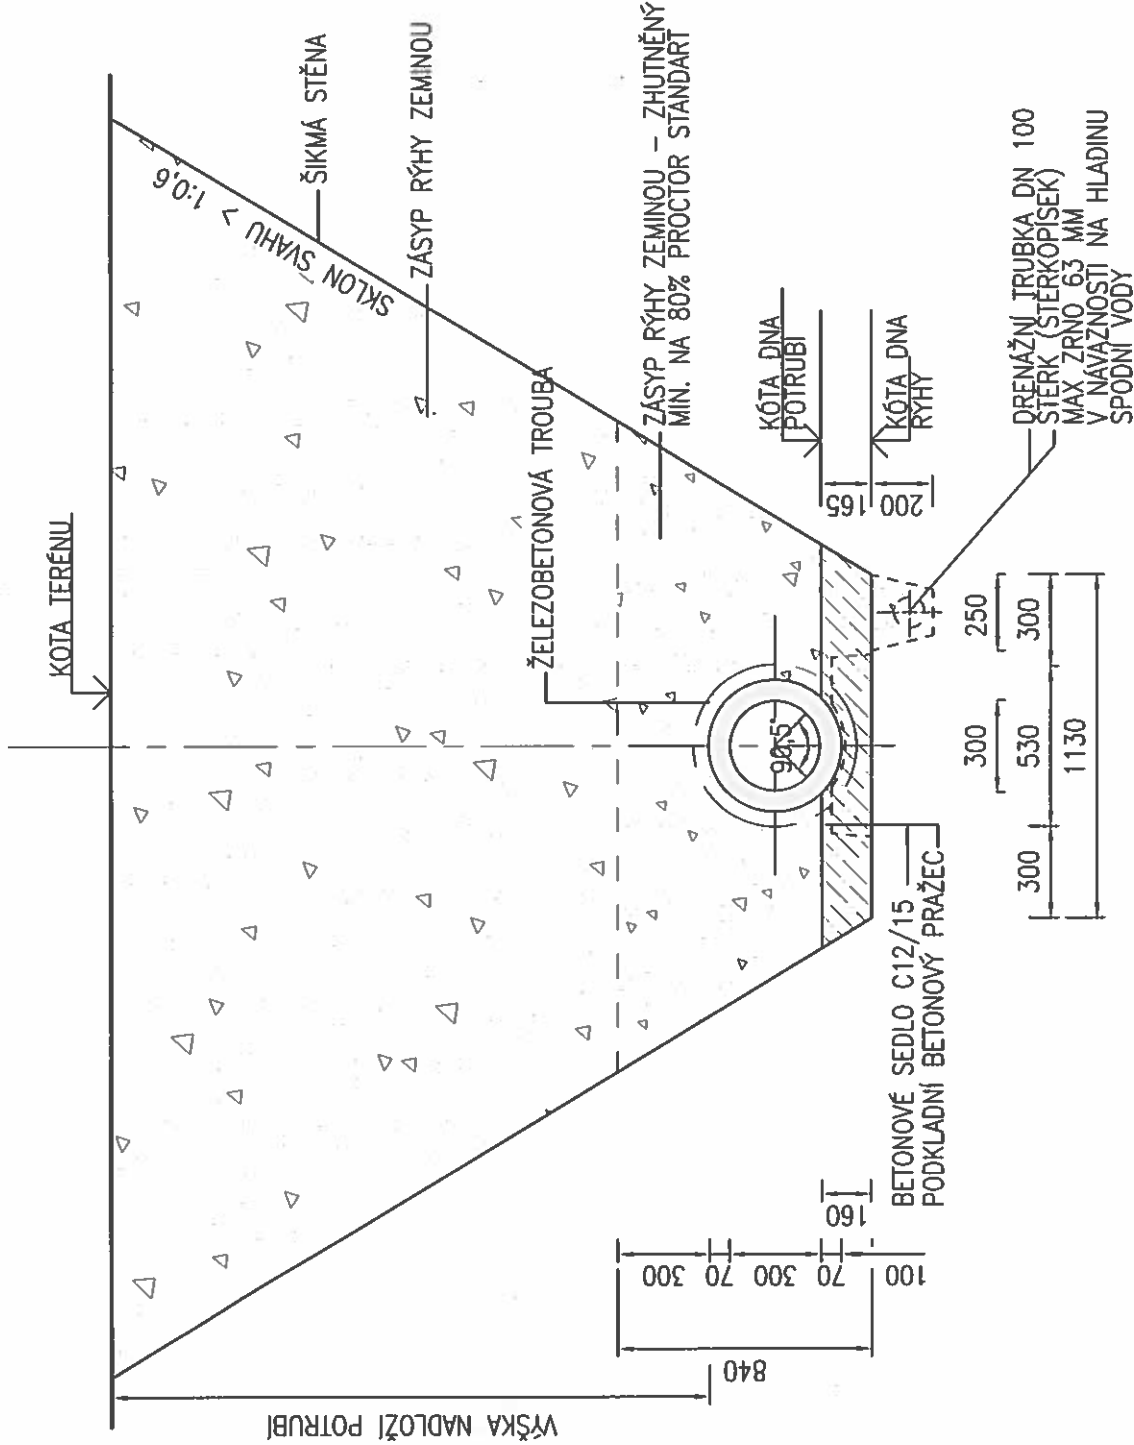 KOTA TERÉNU
ŠIKMÁ STĚNA
SKLON SVAHU > 1:0,6
ZÁSYP RÝHY ZEMINOU
ŽELEZOBETONOVÁ TROUBA
ZÁSYP RÝHY ZEMINOU – ZHUTNĚNÝ
MIN. NA 80% PROCTOR STANDART
KÓTA DNA
POTRUBÍ
KÓTA DNA
RÝHY
165
200
90,5°
DRENÁŽNÍ TRUBKA DN 100
ŠTĚRK (ŠTĚRKOPÍSEK)
MAX ZRNO 63 MM
V NÁVAZNOSTI NA HLADINU
SPODNÍ VODY
250
300
300
530
300
1130
BETONOVÉ SEDLO C12/15
PODKLADNÍ BETONOVÝ PRAŽEC
160
300
70
300
70
100
840
VÝŠKA NADLOŽÍ POTRUBÍ